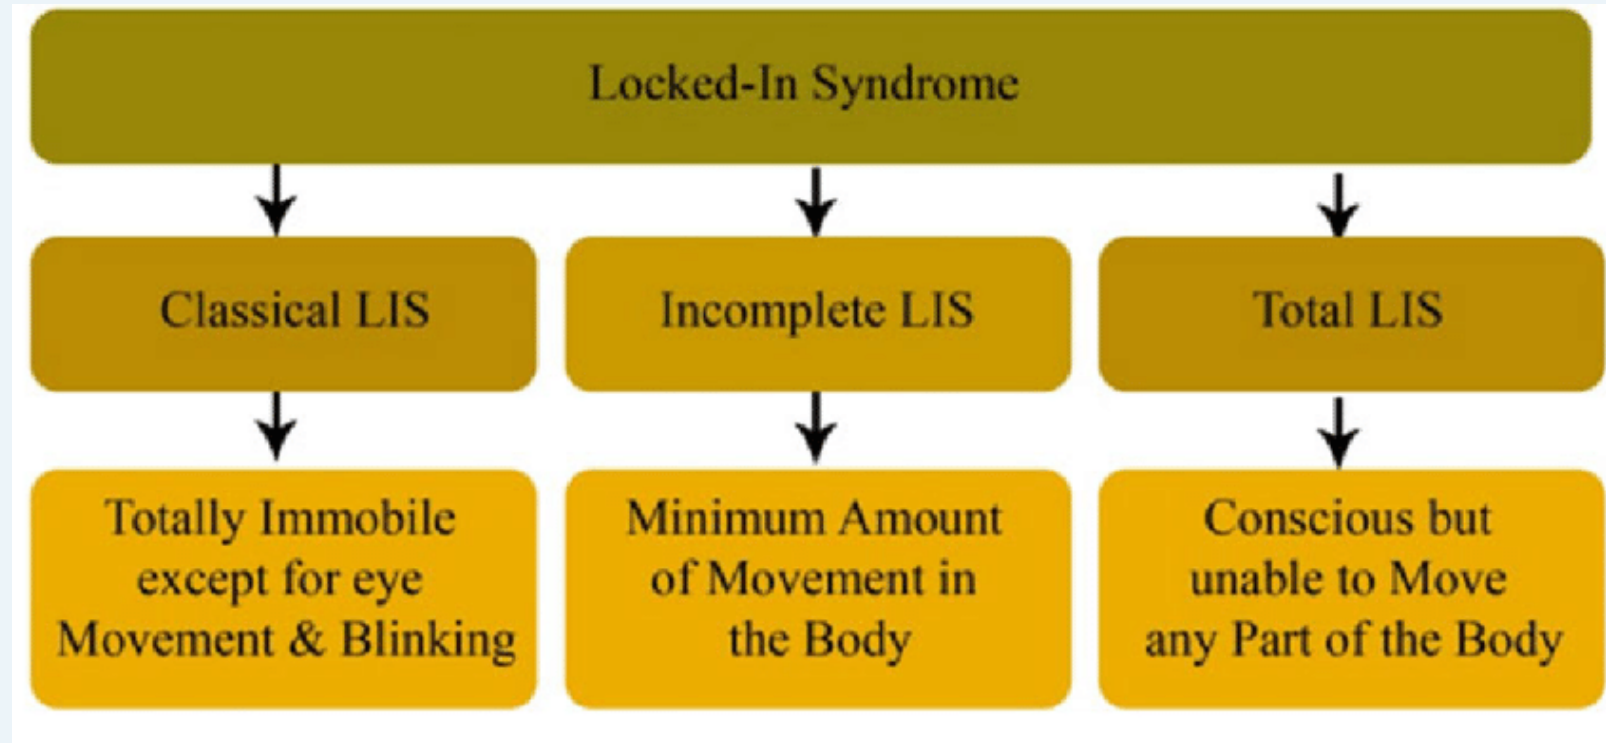 Locked-In Syndrome
Classical LIS
Incomplete LIS
Total LIS
Totally Immobile
except for eye
Movement & Blinking
Minimum Amount
of Movement in
the Body
Conscious but
unable to Move
any Part of the Body